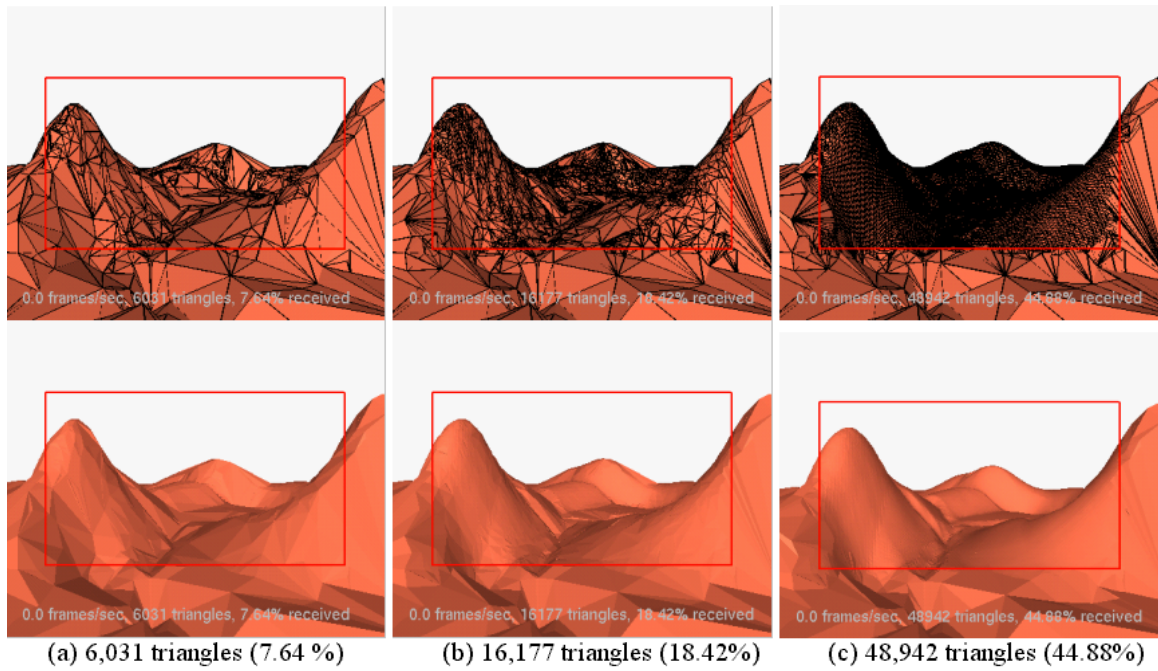 0.0 frames/sec, 6031 triangles, 7.64% received
0.0 frames/sec, 16177 triangles, 18.42% received
0.0 frames/sec, 48942 triangles, 44.88% received
0.0 frames/sec, 6031 triangles, 7.64% received
0.0 frames/sec, 16177 triangles, 18.42% received
0.0 frames/sec, 48942 triangles, 44.88% received
(a) 6,031 triangles (7.64 %)
(b) 16,177 triangles (18.42%)
(c) 48,942 triangles (44.88%)